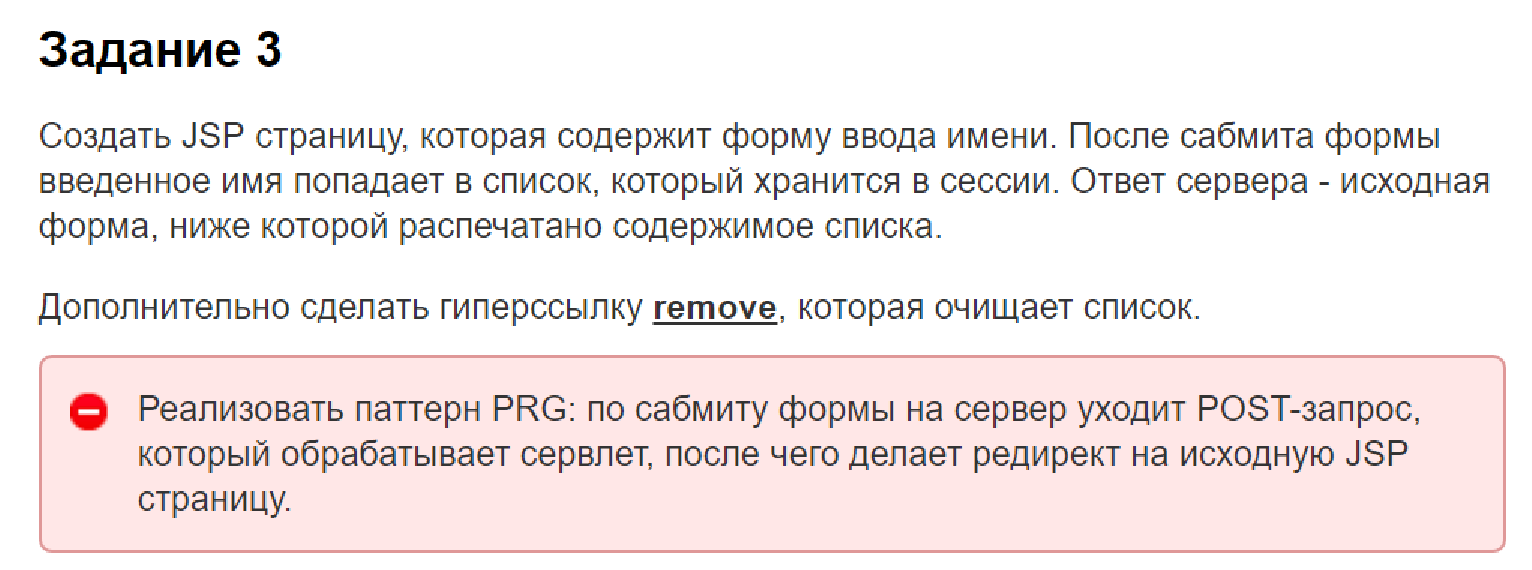 Задание 3
Создать JSP страницу, которая содержит форму ввода имени. После сабмита формы
введенное имя попадает в список, который хранится в сессии. Ответ сервера - исходная
форма, ниже которой распечатано содержимое списка.
Дополнительно сделать гиперссылку remove, которая очищает список.
Реализовать паттерн PRG: по сабмиту формы на сервер уходит POST-запрос,
который обрабатывает сервлет, после чего делает редирект на исходную JSP
страницу.